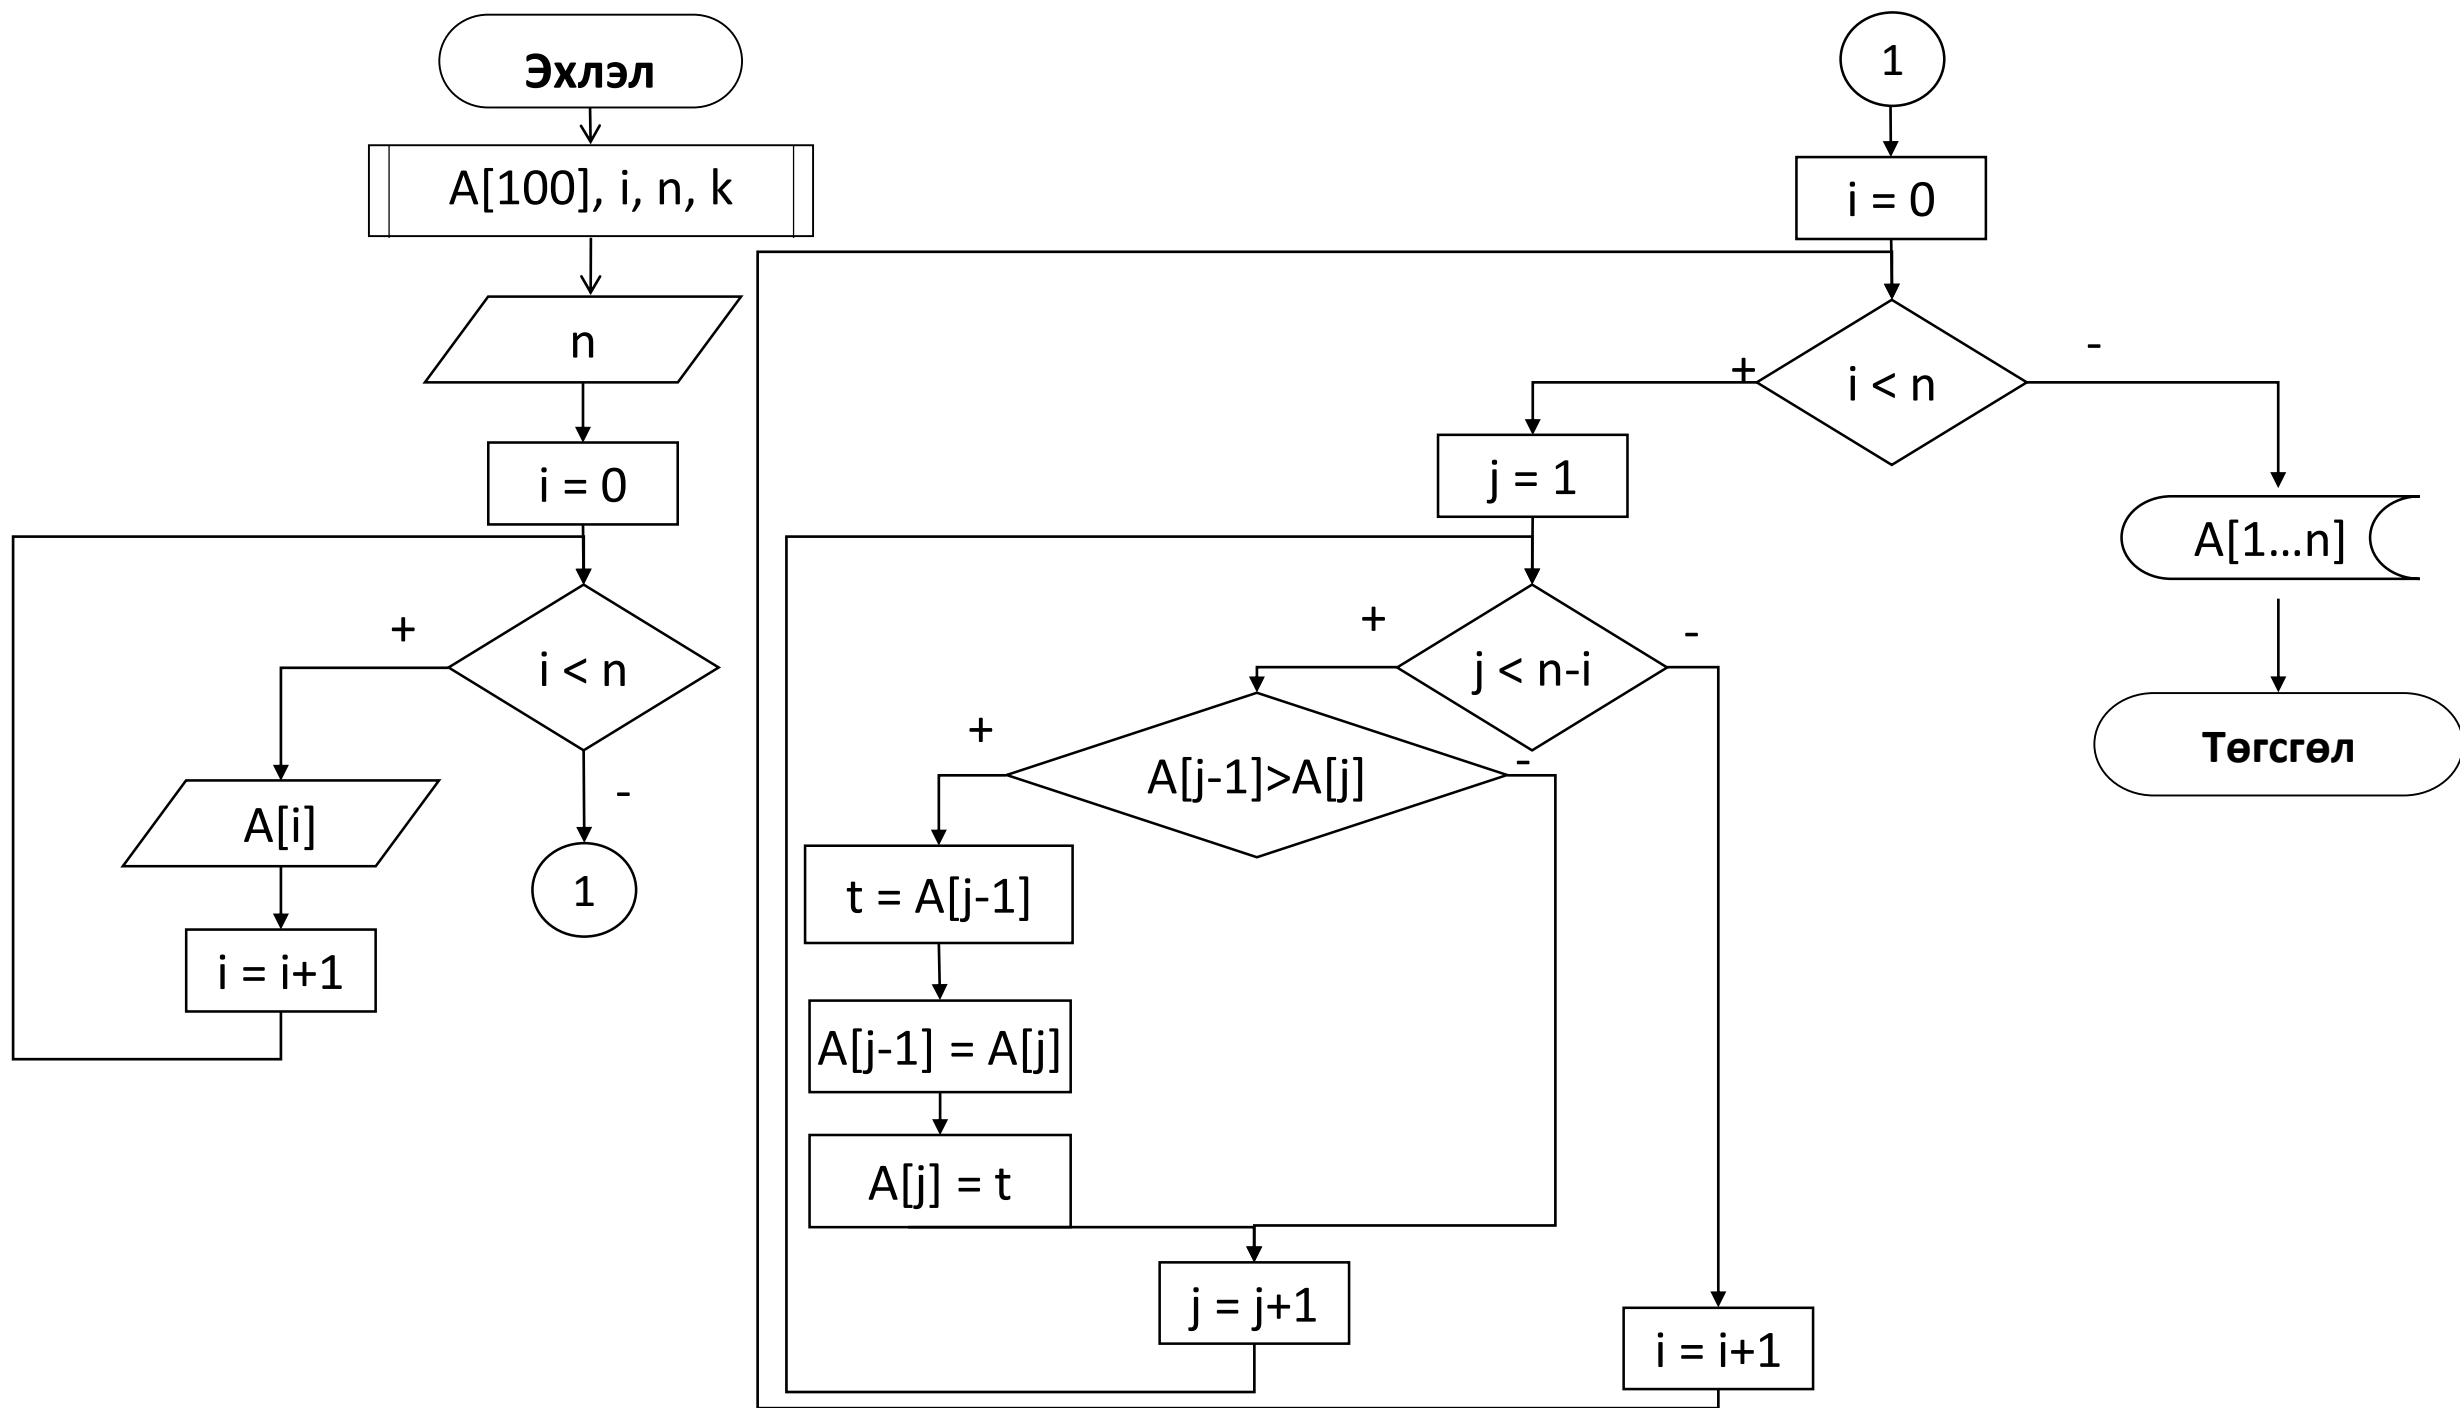 Эхлэл
A[100], i, n, k
n
i = 0
i < n
+
-
A[i]
i = i+1
1
1
i = 0
i < n
+
-
j = 1
j < n-i
+
-
A[j-1]>A[j]
+
-
t = A[j-1]
A[j-1] = A[j]
A[j] = t
j = j+1
i = i+1
A[1...n]
Төгсгөл